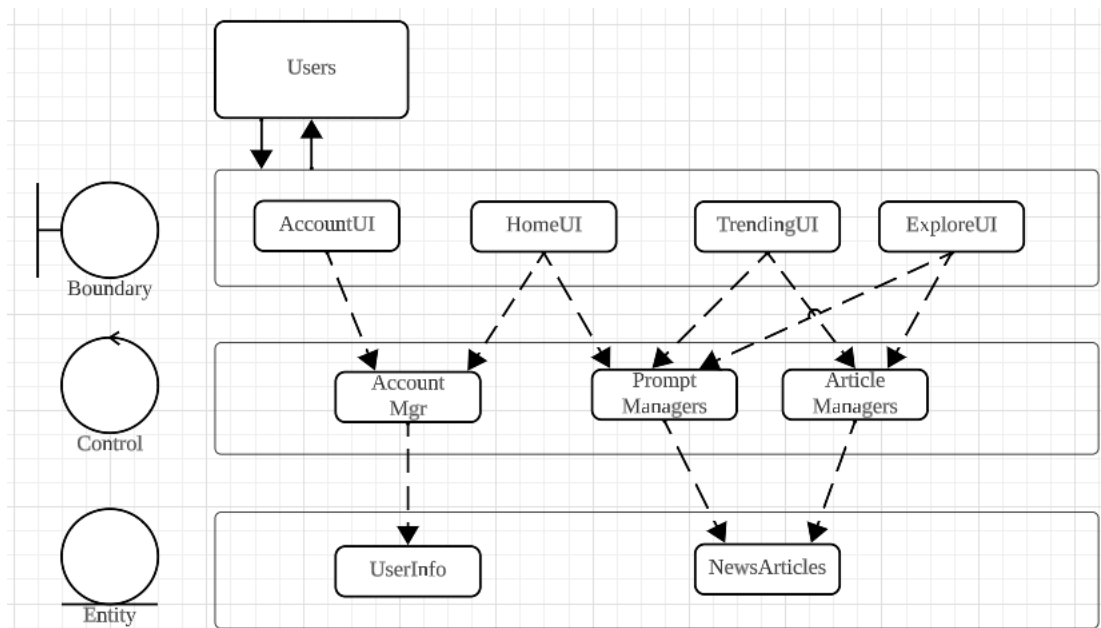 Users
AccountUI
HomeUI
TrendingUI
ExploreUI
Boundary
Account
Mgr
Prompt
Managers
Article
Managers
Control
UserInfo
NewsArticles
Entity